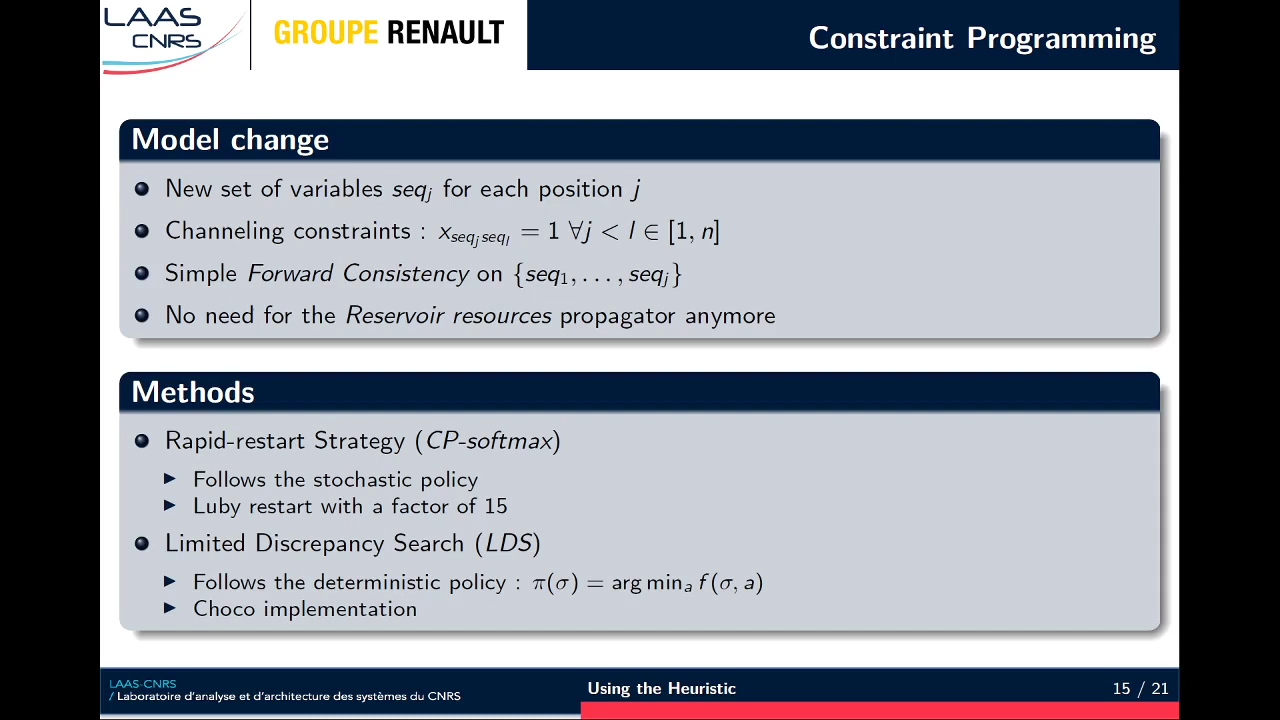 LAAS
CNRS
GROUPE RENAULT
Constraint Programming
Model change
New set of variables seq_j for each position j
Channeling constraints : x_{seq_j seq_l} = 1 ∀j < l ∈ [1, n]
Simple Forward Consistency on {seq_1, . . . , seq_j}
No need for the Reservoir resources propagator anymore
Methods
Rapid-restart Strategy (CP-softmax)
Follows the stochastic policy
Luby restart with a factor of 15
Limited Discrepancy Search (LDS)
Follows the deterministic policy : π(σ) = arg min_a f(σ, a)
Choco implementation
LAAS-CNRS
/ Laboratoire d'analyse et d'architecture des systèmes du CNRS
Using the Heuristic
15 / 21